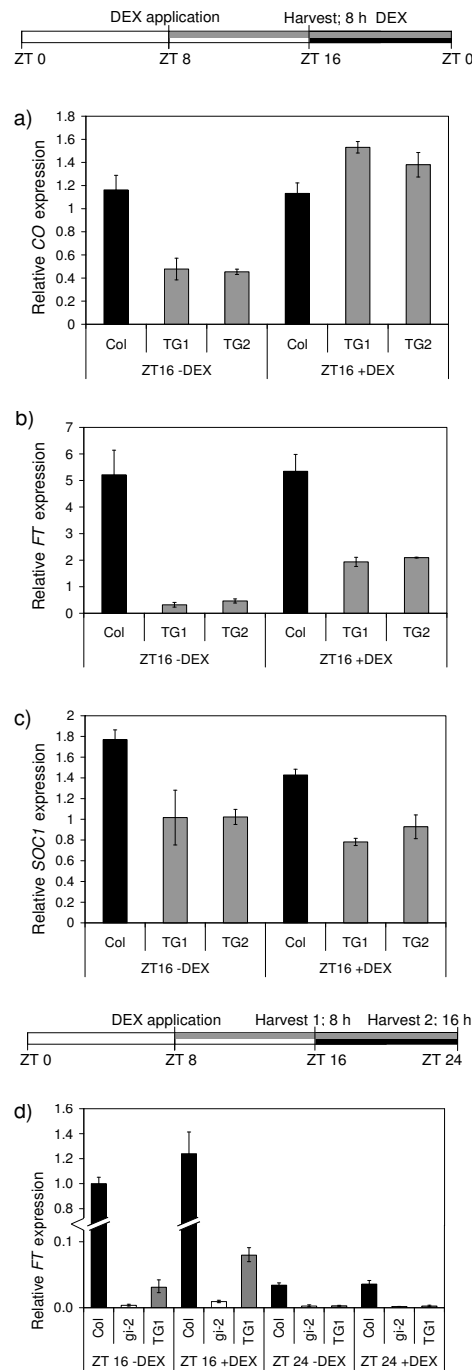 DEX application Harvest; 8 h DEX
ZT 0 ZT 8 ZT 16 ZT 0
a)
Relative CO expression
1.8
1.6
1.4
1.2
1
0.8
0.6
0.4
0.2
0
Col TG1 TG2 Col TG1 TG2
ZT16 -DEX ZT16 +DEX
b)
Relative FT expression
7
6
5
4
3
2
1
0
Col TG1 TG2 Col TG1 TG2
ZT16 -DEX ZT16 +DEX
c)
Relative SOC1 expression
2
1.8
1.6
1.4
1.2
1
0.8
0.6
0.4
0.2
0
Col TG1 TG2 Col TG1 TG2
ZT16 -DEX ZT16 +DEX
DEX application Harvest 1; 8 h Harvest 2; 16 h
ZT 0 ZT 8 ZT 16 ZT 24
d)
Relative FT expression
1.6
1.4
1.2
1.0
0.8
0.1
0.0
Col gi-2 TG1 Col gi-2 TG1 Col gi-2 TG1 Col gi-2 TG1
ZT 16 -DEX ZT 16 +DEX ZT 24 -DEX ZT 24 +DEX